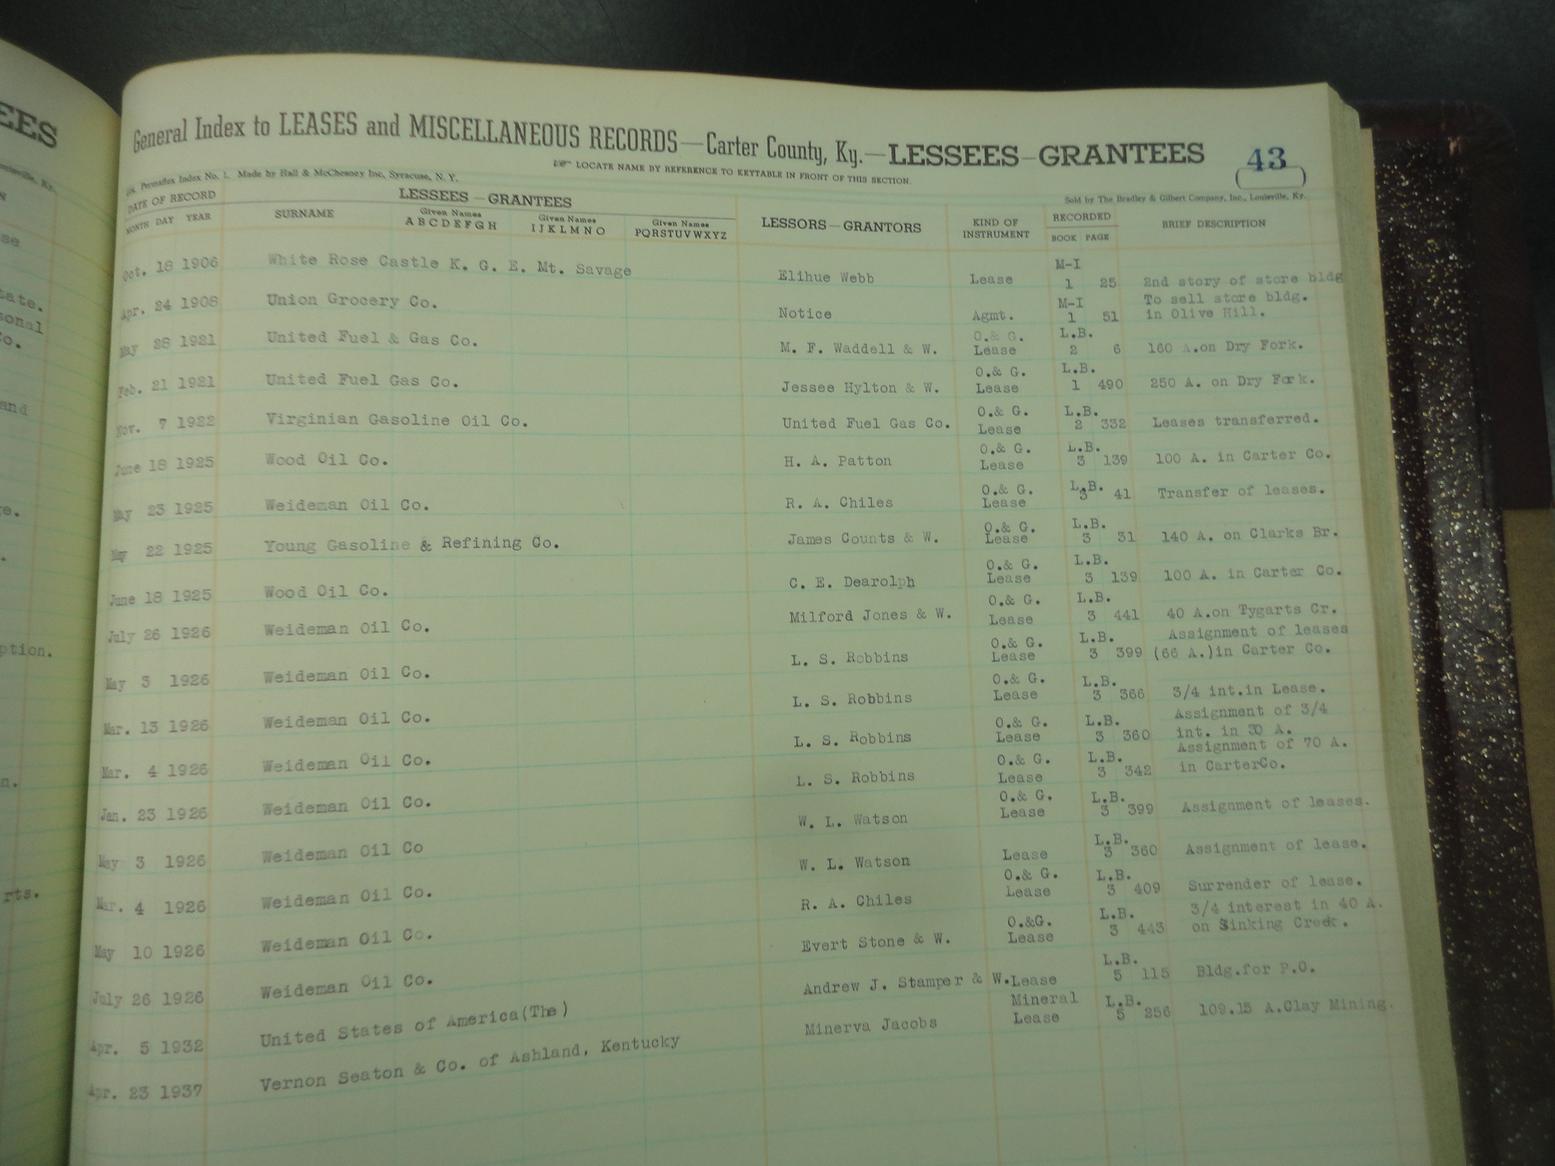 EES
General Index to LEASES and MISCELLANEOUS RECORDS—Carter County, Ky.—LESSEES—GRANTEES 43
LOCATE NAME BY REFERENCE TO KEYTABLE IN FRONT OF THIS SECTION.
Permaflex Index No. 1. Made by Hall & McChesney Inc, Syracuse, N. Y.
Sold by The Bradley & Gilbert Company, Inc., Louisville, Ky.
DATE OF RECORD LESSEES—GRANTEES LESSORS—GRANTORS KIND OF INSTRUMENT RECORDED BRIEF DESCRIPTION
MONTH DAY YEAR SURNAME Given Names ABCDEFGH Given Names IJKLMNO Given Names PQRSTUVWXYZ BOOK PAGE
Oct. 18 1906 White Rose Castle K. G. E. Mt. Savage Elihue Webb Lease M-I 1 25 2nd story of store bldg
Apr. 24 1908 Union Grocery Co. Notice Agmt. M-I 1 51 To sell store bldg. in Olive Hill.
May 28 1921 United Fuel & Gas Co. M. F. Waddell & W. O.& G. Lease L.B. 2 6 160 A.on Dry Fork.
Feb. 21 1921 United Fuel Gas Co. Jessee Hylton & W. O.& G. Lease L.B. 1 490 250 A. on Dry Fork.
Nov. 7 1922 Virginian Gasoline Oil Co. United Fuel Gas Co. O.& G. Lease L.B. 2 332 Leases transferred.
June 18 1925 Wood Oil Co. H. A. Patton O.& G. Lease L.B. 3 139 100 A. in Carter Co.
May 23 1925 Weideman Oil Co. R. A. Chiles O.& G. Lease L.B. 3 41 Transfer of leases.
May 22 1925 Young Gasoline & Refining Co. James Counts & W. O.& G. Lease L.B. 3 31 140 A. on Clarks Br.
June 18 1925 Wood Oil Co. C. E. Dearolph O.& G. Lease L.B. 3 139 100 A. in Carter Co.
July 26 1926 Weideman Oil Co. Milford Jones & W. O.& G. Lease L.B. 3 441 40 A.on Tygarts Cr.
May 3 1926 Weideman Oil Co. L. S. Robbins O.& G. Lease L.B. 3 399 Assignment of leases (66 A.)in Carter Co.
Mar. 13 1926 Weideman Oil Co. L. S. Robbins O.& G. Lease L.B. 3 366 3/4 int.in Lease.
Mar. 4 1926 Weideman Oil Co. L. S. Robbins O.& G. Lease L.B. 3 360 Assignment of 3/4 int. in 30 A.
Jan. 23 1926 Weideman Oil Co. L. S. Robbins O.& G. Lease L.B. 3 342 Assignment of 70 A. in CarterCo.
May 3 1926 Weideman Oil Co W. L. Watson O.& G. Lease L.B. 3 399 Assignment of leases.
Mar. 4 1926 Weideman Oil Co. W. L. Watson Lease L.B. 3 360 Assignment of lease.
May 10 1926 Weideman Oil Co. R. A. Chiles O.& G. Lease L.B. 3 409 Surrender of lease.
July 26 1926 Weideman Oil Co. Evert Stone & W. O.&G. Lease L.B. 3 443 3/4 interest in 40 A. on Sinking Creek.
Apr. 5 1932 United States of America(The) Andrew J. Stamper & W. Lease L.B. 5 115 Bldg.for P.O.
Apr. 23 1937 Vernon Seaton & Co. of Ashland, Kentucky Minerva Jacobs Mineral Lease L.B. 5 256 109.15 A.Clay Mining.